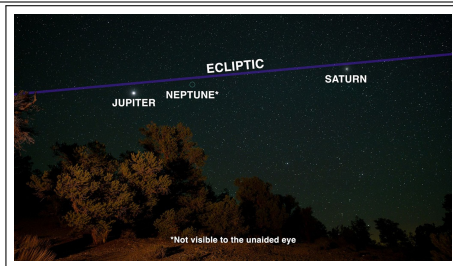 ECLIPTIC
SATURN
NEPTUNE*
JUPITER
*Not visible to the unaided eye